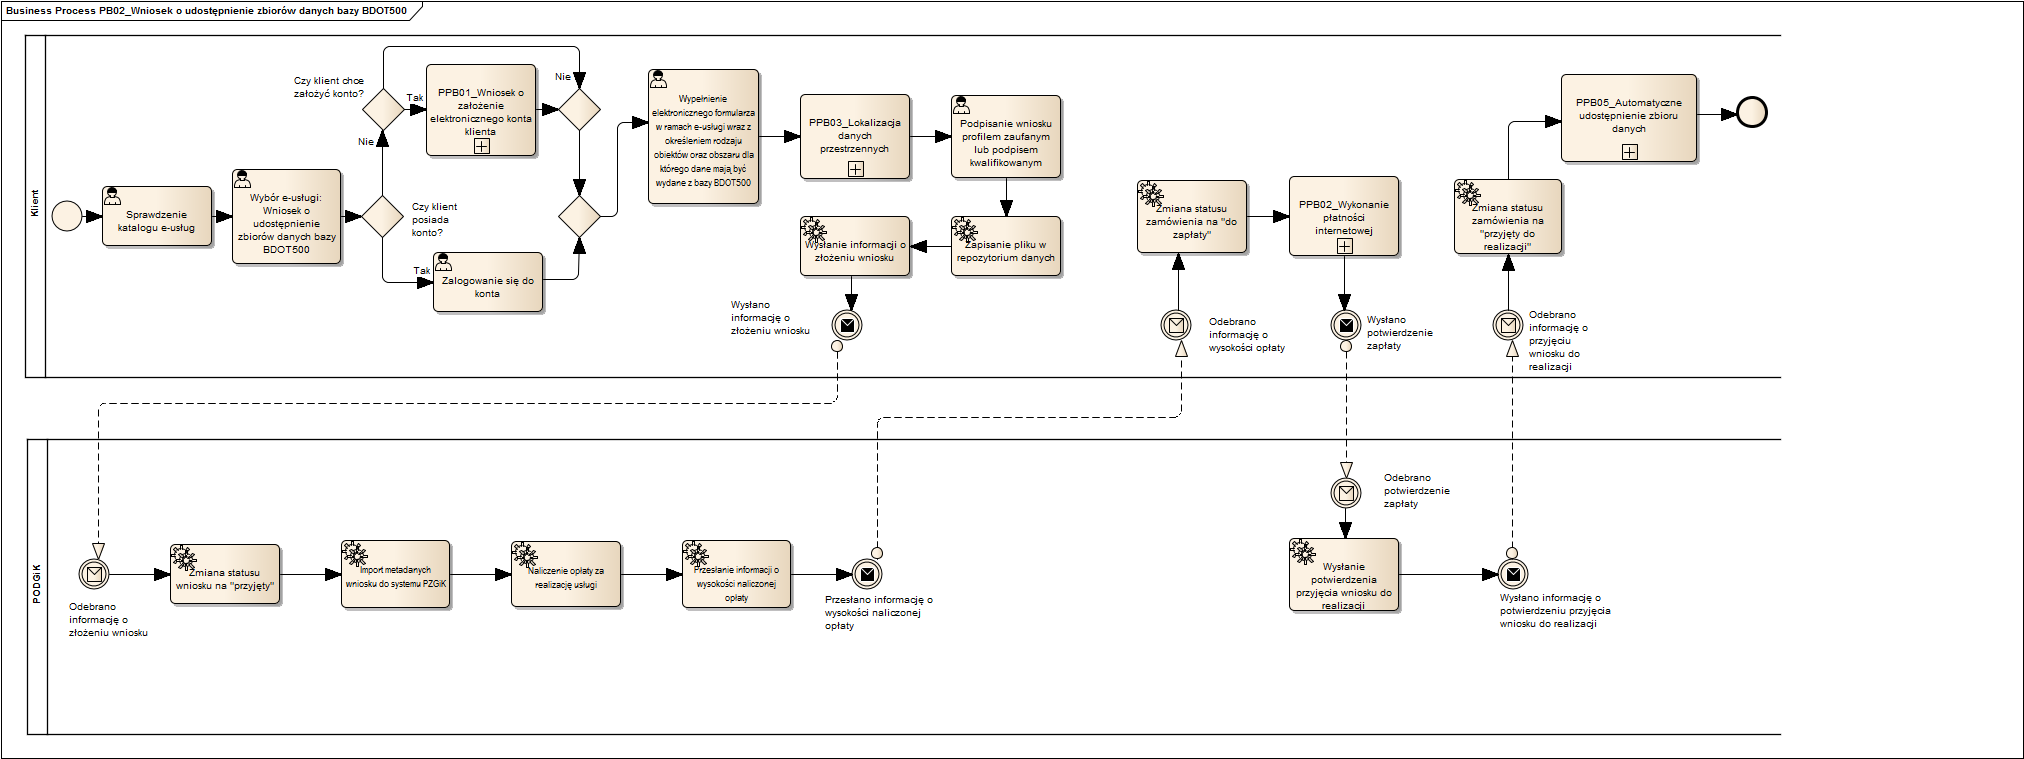 Business Process PB02_Wniosek o udostępnienie zbiorów danych bazy BDOT500
Klient
Sprawdzenie
katalogu e-usług
Wybór e-usługi:
Wniosek o
udostępnienie
zbiorów danych bazy
BDOT500
Czy klient
posiada
konto?
Nie
Tak
Czy klient chce
założyć konto?
Tak
Nie
PPB01_Wniosek o
założenie
elektronicznego konta
klienta
Zalogowanie się do
konta
Wypełnienie
elektronicznego formularza
w ramach e-usługi wraz z
określeniem rodzaju
obiektów oraz obszaru dla
którego dane mają być
wydane z bazy BDOT500
PPB03_Lokalizacja
danych
przestrzennych
Podpisanie wniosku
profilem zaufanym
lub podpisem
kwalifikowanym
Zapisanie pliku w
repozytorium danych
Wysłanie informacji o
złożeniu wniosku
Wysłano
informację o
złożeniu wniosku
Zmiana statusu
zamówienia na "do
zapłaty"
Odebrano
informację o
wysokości opłaty
PPB02_Wykonanie
płatności
internetowej
Wysłano
potwierdzenie
zapłaty
Zmiana statusu
zamówienia na
"przyjęty do
realizacji"
Odebrano
informację o
przyjęciu
wniosku do
realizacji
PPB05_Automatyczne
udostępnienie zbioru
danych
PODGiK
Odebrano
informację o
złożeniu wniosku
Zmiana statusu
wniosku na "przyjęty"
Import metadanych
wniosku do systemu PZGiK
Naliczenie opłaty za
realizację usługi
Przesłanie informacji o
wysokości naliczonej
opłaty
Przesłano informację o
wysokości naliczonej
opłaty
Odebrano
potwierdzenie
zapłaty
Wysłanie
potwierdzenia
przyjęcia wniosku do
realizacji
Wysłano informację o
potwierdzeniu przyjęcia
wniosku do realizacji